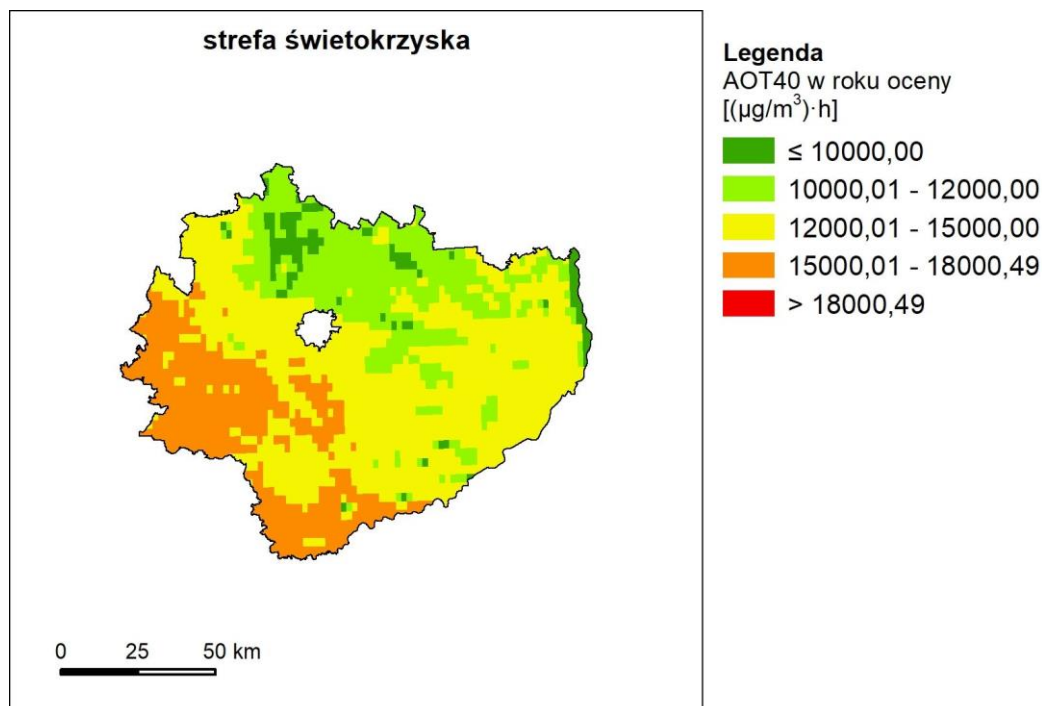 strefa świetokrzyska
Legenda
AOT40 w roku oceny
[(µg/m³)·h]
≤ 10000,00
10000,01 - 12000,00
12000,01 - 15000,00
15000,01 - 18000,49
> 18000,49
0 25 50 km